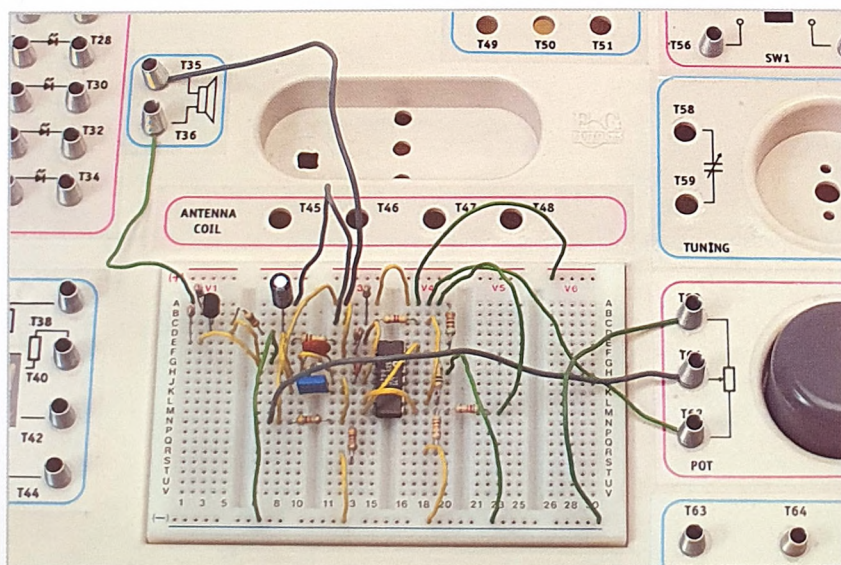 T28
T30
T32
T34
T35
T36
T49 T50 T51
T56
SW1
T58
T59
TUNING
ANTENNA
COIL
T45 T46 T47 T48
T38
T40
T42
T44
(+) V1 V4 V5 V6
A
B
C
D
E
F
G
H
J
K
L
M
N
P
Q
R
S
T
U
V
A
B
C
D
E
F
G
H
J
K
L
M
N
P
Q
R
S
T
U
V
1 3 5 8 10 11 13 15 16 18 20 21 23 25 26 28 30
(−)
POT
T63 T64